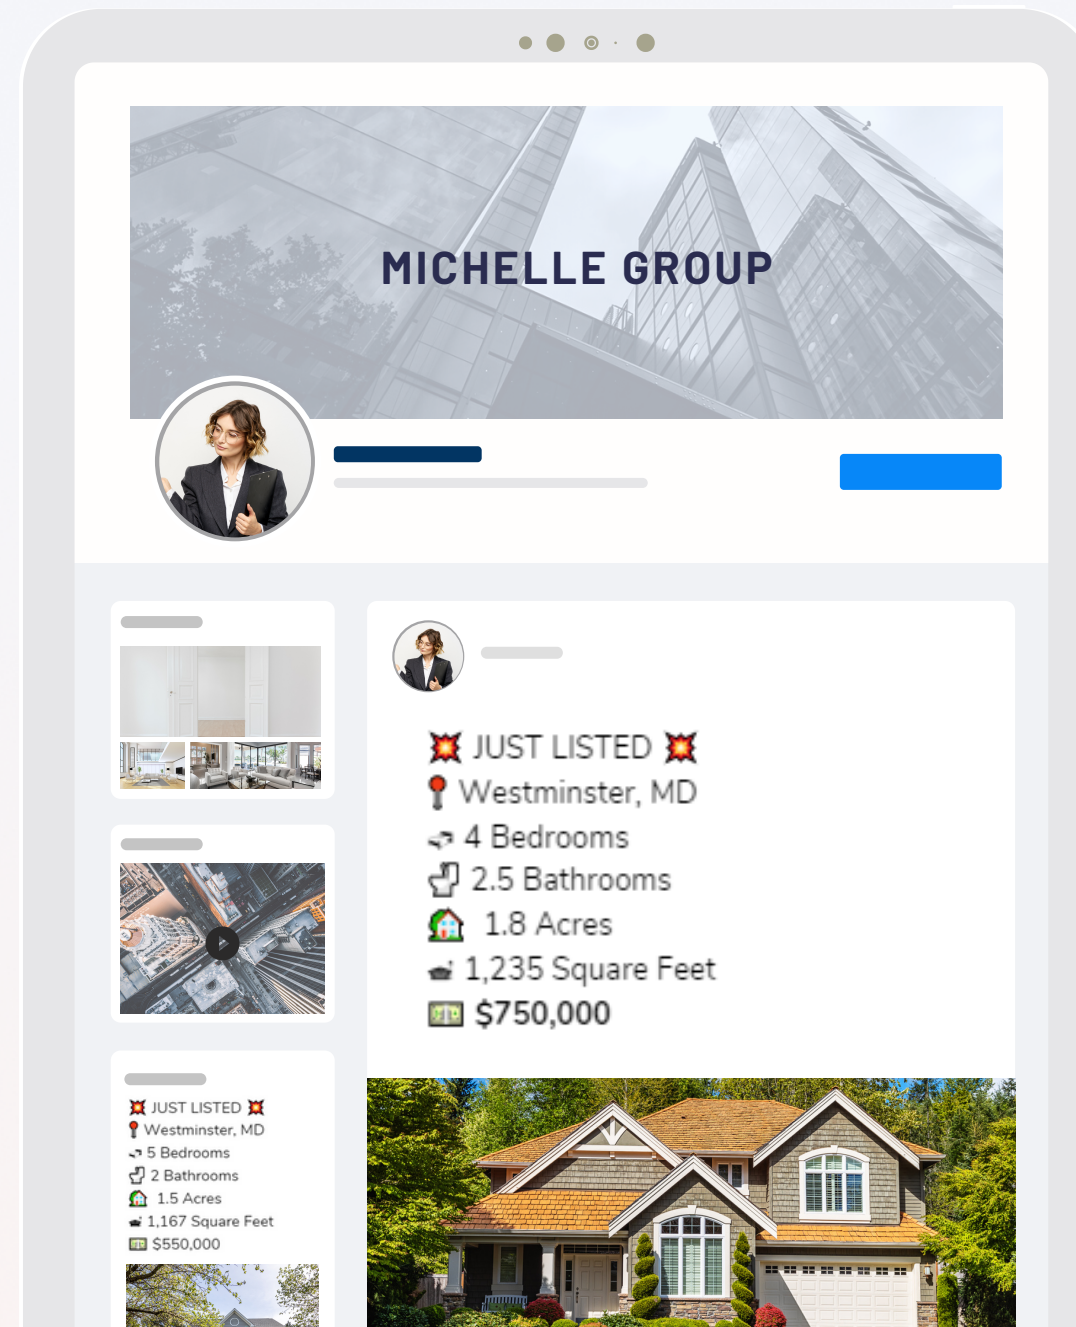 MICHELLE GROUP
💥 JUST LISTED 💥
📍 Westminster, MD
🛏 4 Bedrooms
🚽 2.5 Bathrooms
🏡 1.8 Acres
🛋 1,235 Square Feet
💵 $750,000
💥 JUST LISTED 💥
📍 Westminster, MD
🛏 5 Bedrooms
🚽 2 Bathrooms
🏡 1.5 Acres
🛋 1,167 Square Feet
💵 $550,000